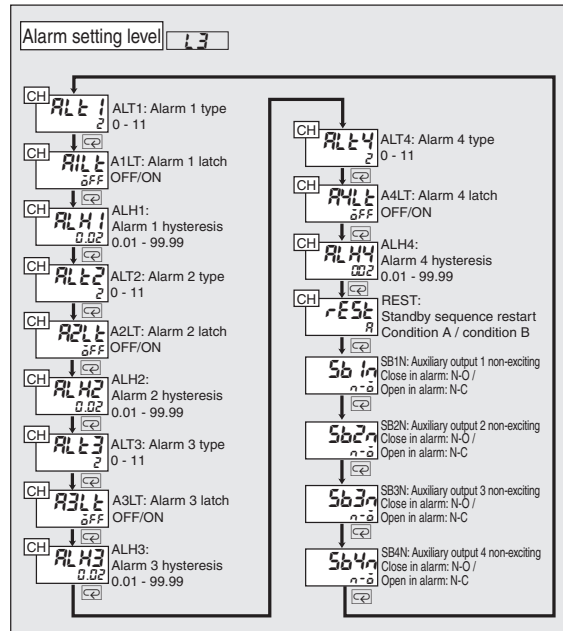 Alarm setting level L3
CH
ALt1
2
ALT1: Alarm 1 type
0 - 11
CH
A1Lt
oFF
A1LT: Alarm 1 latch
OFF/ON
CH
ALH1
0.02
ALH1:
Alarm 1 hysteresis
0.01 - 99.99
CH
ALt2
2
ALT2: Alarm 2 type
0 - 11
CH
A2Lt
oFF
A2LT: Alarm 2 latch
OFF/ON
CH
ALH2
0.02
ALH2:
Alarm 2 hysteresis
0.01 - 99.99
CH
ALt3
2
ALT3: Alarm 3 type
0 - 11
CH
A3Lt
oFF
A3LT: Alarm 3 latch
OFF/ON
CH
ALH3
0.02
ALH3:
Alarm 3 hysteresis
0.01 - 99.99
CH
ALt4
2
ALT4: Alarm 4 type
0 - 11
CH
A4Lt
oFF
A4LT: Alarm 4 latch
OFF/ON
CH
ALH4
0.02
ALH4:
Alarm 4 hysteresis
0.01 - 99.99
CH
rESt
A
REST:
Standby sequence restart
Condition A / condition B
Sb1n
n-o
SB1N: Auxiliary output 1 non-exciting
Close in alarm: N-O /
Open in alarm: N-C
Sb2n
n-o
SB2N: Auxiliary output 2 non-exciting
Close in alarm: N-O /
Open in alarm: N-C
Sb3n
n-o
SB3N: Auxiliary output 3 non-exciting
Close in alarm: N-O /
Open in alarm: N-C
Sb4n
n-o
SB4N: Auxiliary output 4 non-exciting
Close in alarm: N-O /
Open in alarm: N-C